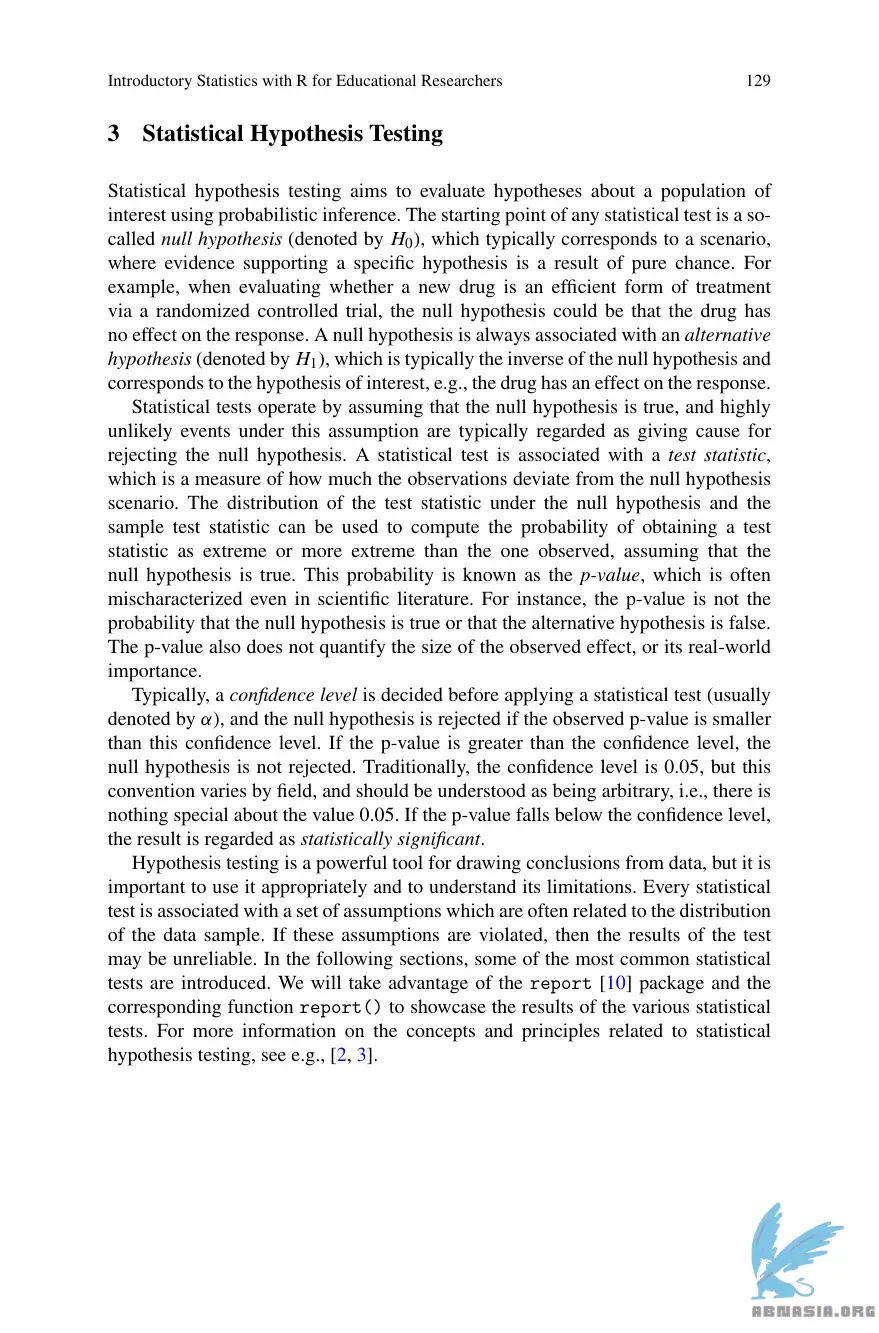 Introductory Statistics with R for Educational Researchers 129
3 Statistical Hypothesis Testing
Statistical hypothesis testing aims to evaluate hypotheses about a population of
interest using probabilistic inference. The starting point of any statistical test is a so-
called null hypothesis (denoted by H0), which typically corresponds to a scenario,
where evidence supporting a specific hypothesis is a result of pure chance. For
example, when evaluating whether a new drug is an efficient form of treatment
via a randomized controlled trial, the null hypothesis could be that the drug has
no effect on the response. A null hypothesis is always associated with an alternative
hypothesis (denoted by H1), which is typically the inverse of the null hypothesis and
corresponds to the hypothesis of interest, e.g., the drug has an effect on the response.
Statistical tests operate by assuming that the null hypothesis is true, and highly
unlikely events under this assumption are typically regarded as giving cause for
rejecting the null hypothesis. A statistical test is associated with a test statistic,
which is a measure of how much the observations deviate from the null hypothesis
scenario. The distribution of the test statistic under the null hypothesis and the
sample test statistic can be used to compute the probability of obtaining a test
statistic as extreme or more extreme than the one observed, assuming that the
null hypothesis is true. This probability is known as the p-value, which is often
mischaracterized even in scientific literature. For instance, the p-value is not the
probability that the null hypothesis is true or that the alternative hypothesis is false.
The p-value also does not quantify the size of the observed effect, or its real-world
importance.
Typically, a confidence level is decided before applying a statistical test (usually
denoted by α), and the null hypothesis is rejected if the observed p-value is smaller
than this confidence level. If the p-value is greater than the confidence level, the
null hypothesis is not rejected. Traditionally, the confidence level is 0.05, but this
convention varies by field, and should be understood as being arbitrary, i.e., there is
nothing special about the value 0.05. If the p-value falls below the confidence level,
the result is regarded as statistically significant.
Hypothesis testing is a powerful tool for drawing conclusions from data, but it is
important to use it appropriately and to understand its limitations. Every statistical
test is associated with a set of assumptions which are often related to the distribution
of the data sample. If these assumptions are violated, then the results of the test
may be unreliable. In the following sections, some of the most common statistical
tests are introduced. We will take advantage of the report [10] package and the
corresponding function report() to showcase the results of the various statistical
tests. For more information on the concepts and principles related to statistical
hypothesis testing, see e.g., [2, 3].
ABNASIA.ORG